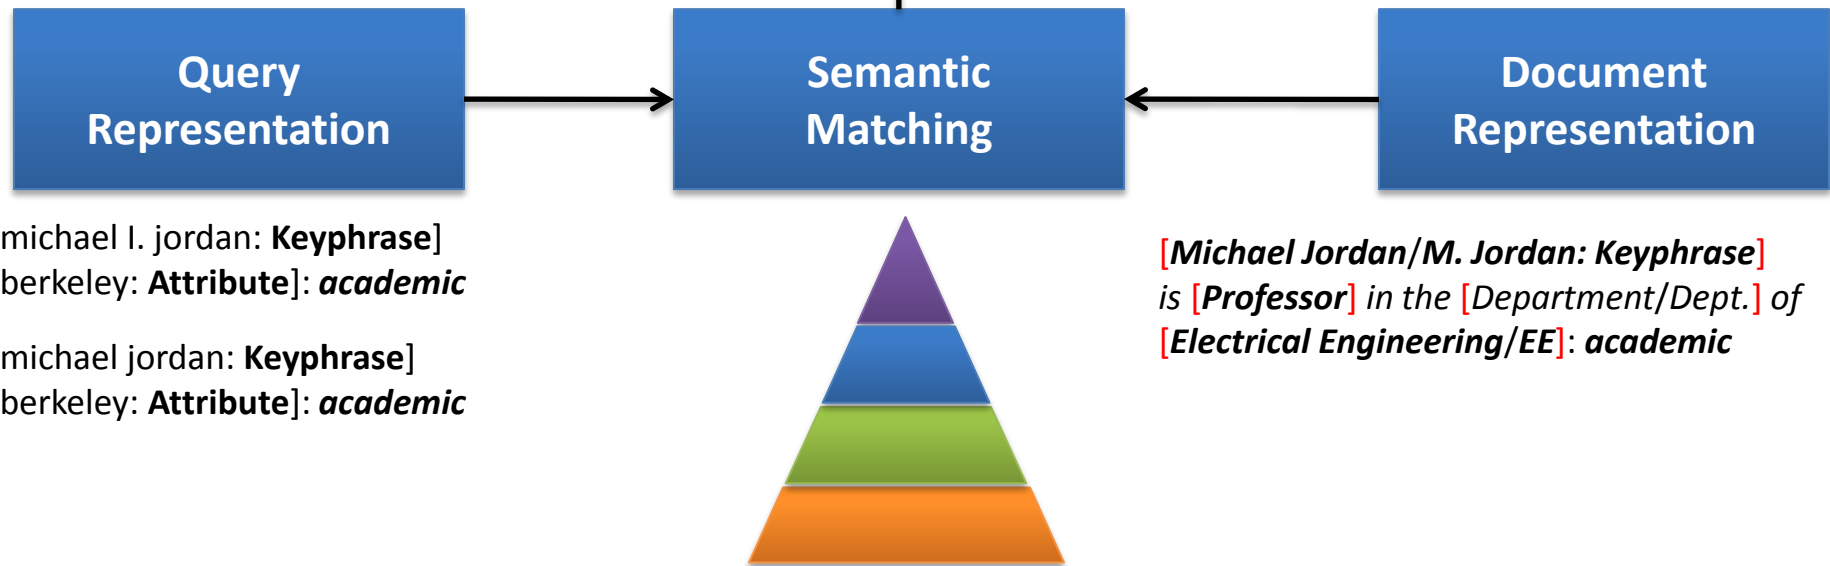 Query
Representation
Semantic
Matching
Document
Representation
michael I. jordan: Keyphrase]
berkeley: Attribute]: academic
michael jordan: Keyphrase]
berkeley: Attribute]: academic
[Michael Jordan/M. Jordan: Keyphrase]
is [Professor] in the [Department/Dept.] of
[Electrical Engineering/EE]: academic